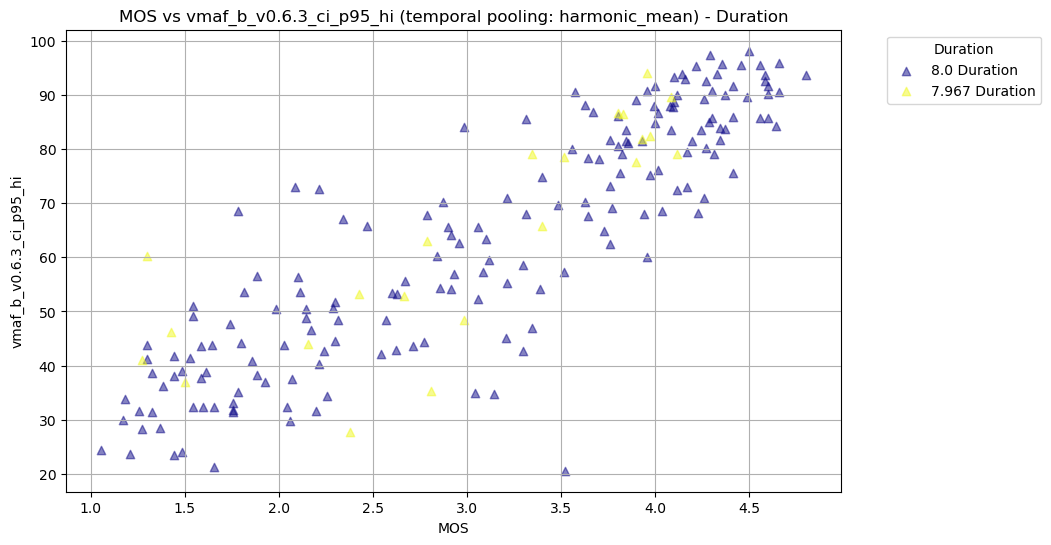 MOS vs vmaf_b_v0.6.3_ci_p95_hi (temporal pooling: harmonic_mean) - Duration
Duration
8.0 Duration
7.967 Duration
vmaf_b_v0.6.3_ci_p95_hi
100
90
80
70
60
50
40
30
20
1.0 1.5 2.0 2.5 3.0 3.5 4.0 4.5
MOS